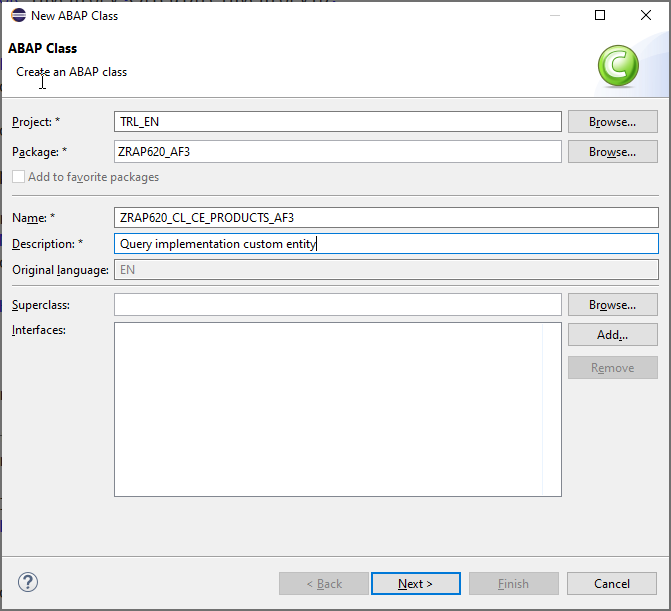 New ABAP Class
ABAP Class
Create an ABAP class
C
Project: * TRL_EN Browse...
Package: * ZRAP620_AF3 Browse...
Add to favorite packages
Name: * ZRAP620_CL_CE_PRODUCTS_AF3
Description: * Query implementation custom entity
Original language: EN
Superclass: Browse...
Interfaces: Add...
Remove
? < Back Next > Finish Cancel